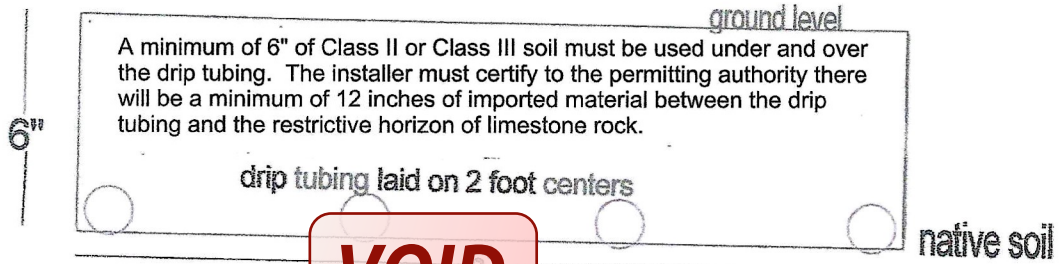 ground level
A minimum of 6" of Class II or Class III soil must be used under and over
the drip tubing. The installer must certify to the permitting authority there
will be a minimum of 12 inches of imported material between the drip
tubing and the restrictive horizon of limestone rock.
6"
drip tubing laid on 2 foot centers
native soil
VOID